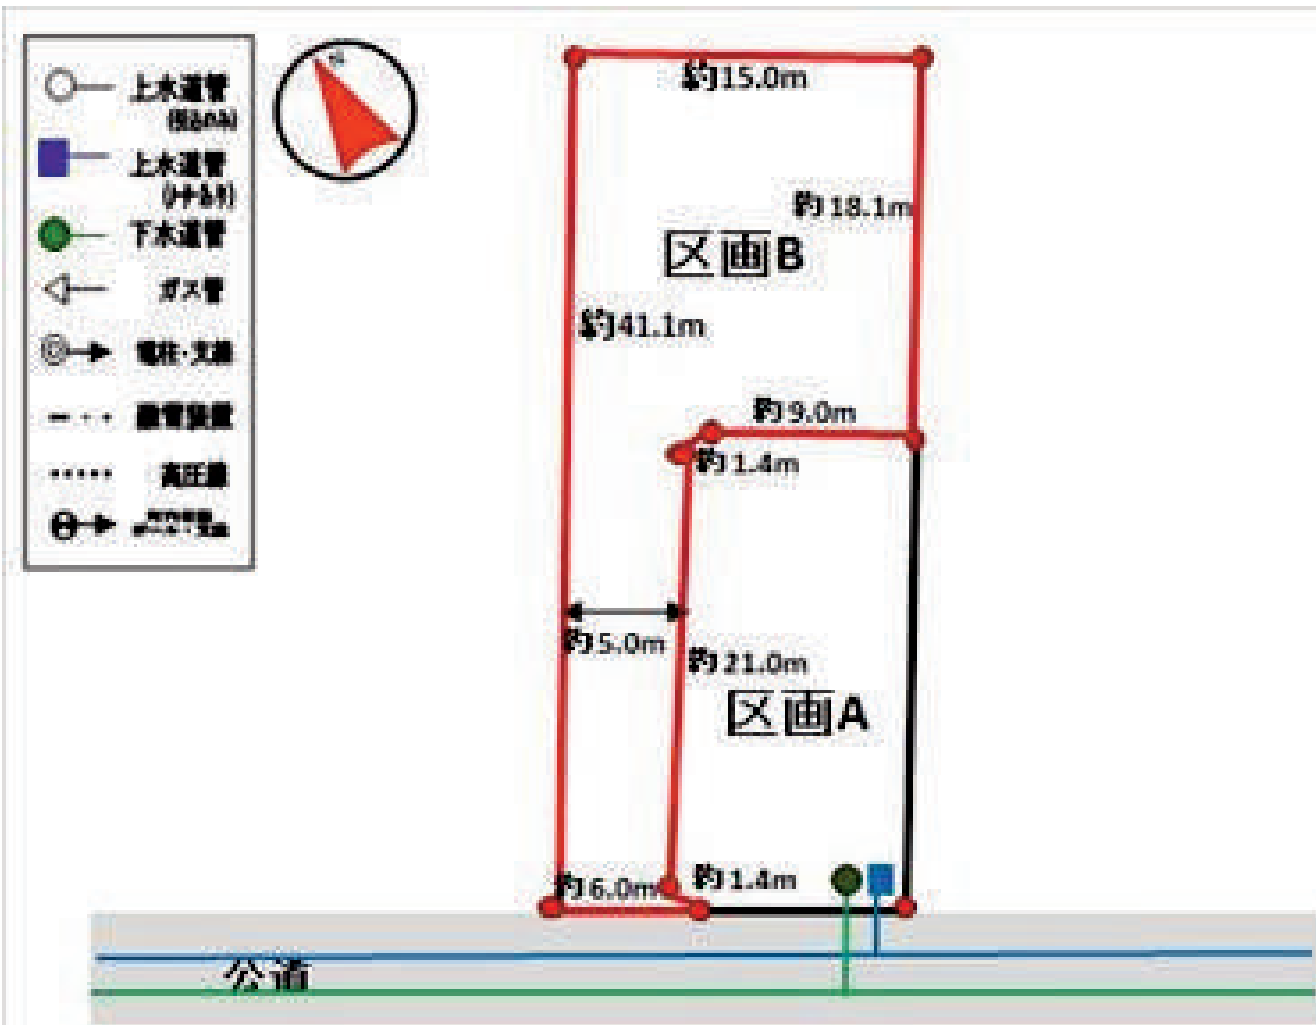 上水道管
上水道管
下水道管
ガス管
電柱・支線
高圧線
N
約15.0m
約18.1m
区画B
約41.1m
約9.0m
約1.4m
約5.0m
約21.0m
区画A
約6.0m
約1.4m
公道